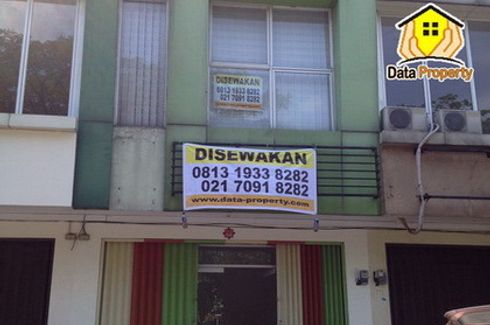 Data Property
DISEWAKAN
0813 1933 8282
021 7091 8282
DISEWAKAN
0813 1933 8282
021 7091 8282
www.data-property.com